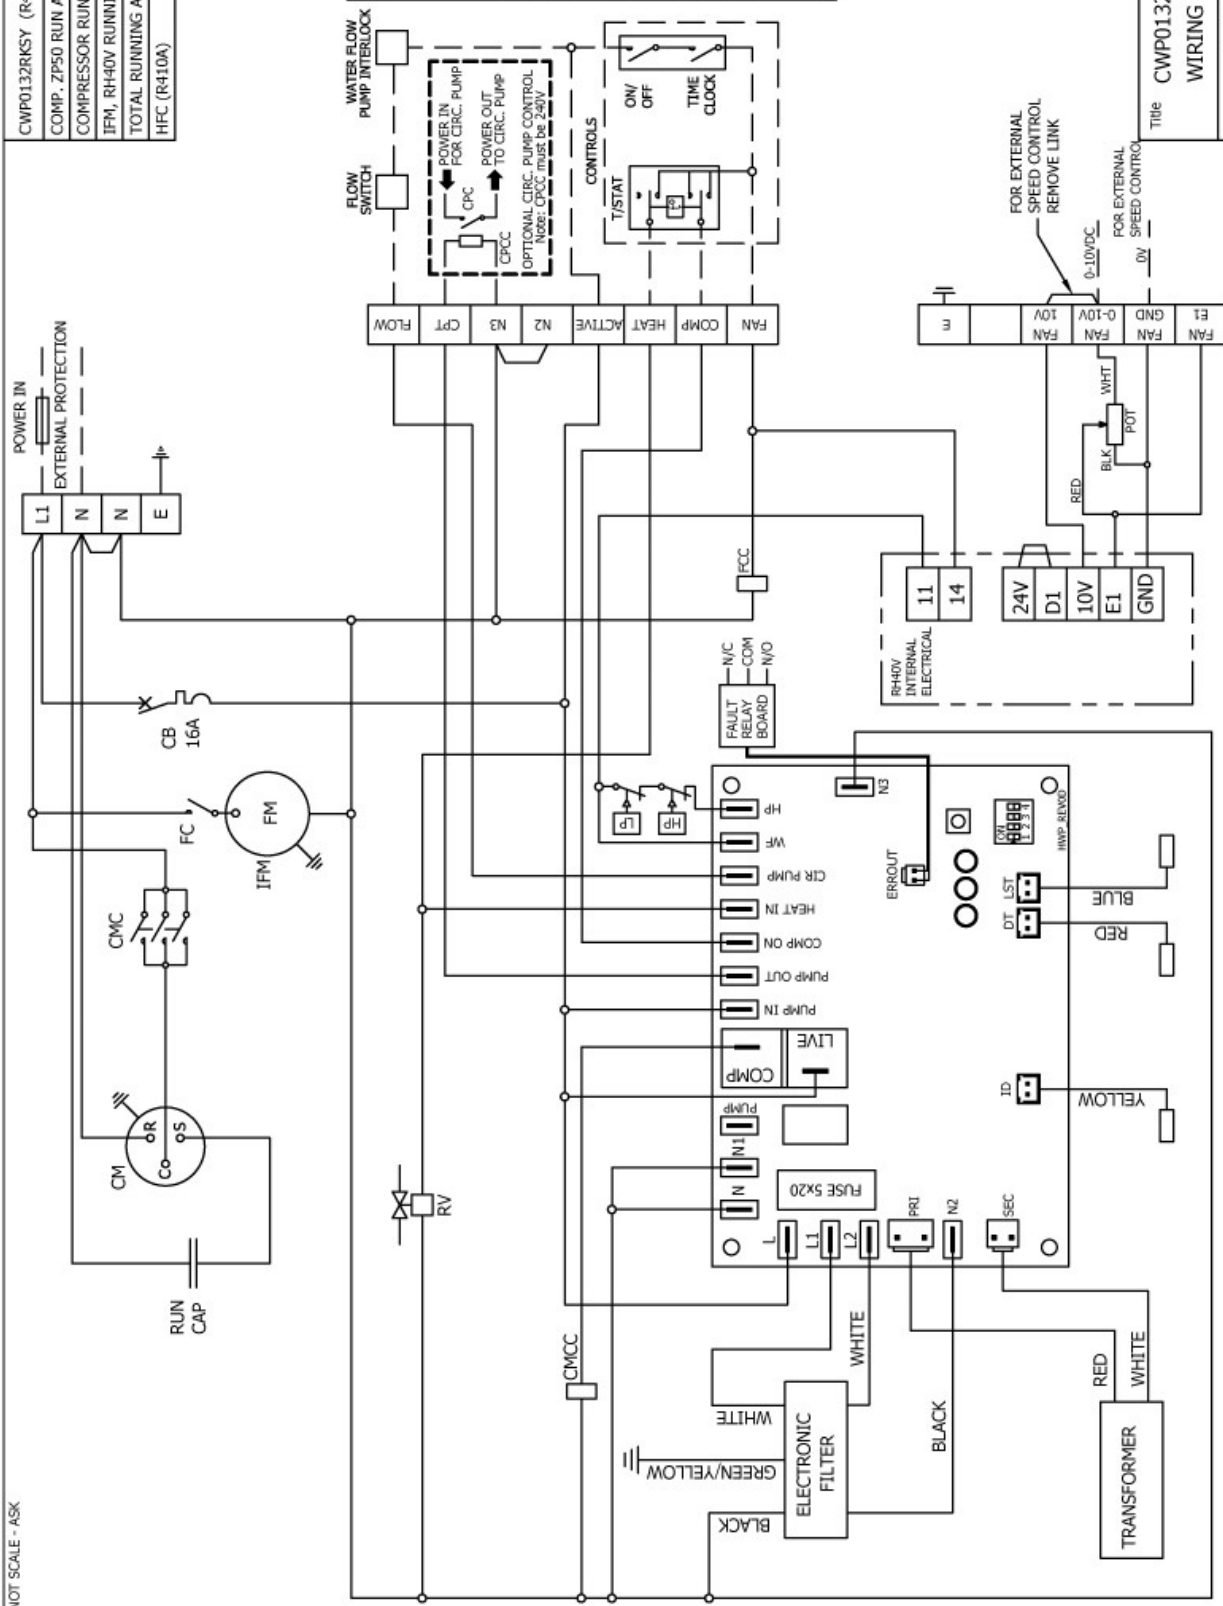 CWP0132RKSY (R4
COMP. ZP50 RUN A
COMPRESSOR RUN
IFM, RH40V RUNNI
TOTAL RUNNING A
HFC (R410A)
Title
CWP0132
WIRING
NOT SCALE - ASK
POWER IN
EXTERNAL PROTECTION
L1
N
N
E
WATER FLOW
PUMP INTERLOCK
FLOW
SWITCH
POWER IN
FOR CIRC. PUMP
POWER OUT
TO CIRC. PUMP
CPC
CPCC
OPTIONAL CIRC. PUMP CONTROL
Note: CPCC must be 240V
CONTROLS
ON/
OFF
TIME
CLOCK
T/STAT
FLOW
CPT
N3
N2
ACTIVE
HEAT
COMP
FAN
FOR EXTERNAL
SPEED CONTROL
REMOVE LINK
0-10VDC
FOR EXTERNAL
SPEED CONTROL
0V
E
FAN
10V
FAN
0-10V
FAN
GND
FAN
E1
WHT
POT
BLK
RED
CB
16A
FC
FM
IFM
CMC
CM
R
S
C
RUN
CAP
RV
CMCC
FCC
11
14
24V
D1
10V
E1
GND
RH40V
INTERNAL
ELECTRICAL
FAULT
RELAY
BOARD
N/C
COM
N/O
LP
HP
HP
WF
CIR PUMP
HEAT IN
COMP ON
PUMP OUT
PUMP IN
COMP
LIVE
PUMP
N1
N
FUSE 5x20
L
L1
L2
PRI
N2
SEC
N3
ERROUT
ON
1 2 3 4
HWP_REV0D
DT
LST
ID
BLUE
RED
YELLOW
WHITE
WHITE
GREEN/YELLOW
BLACK
BLACK
ELECTRONIC
FILTER
RED
WHITE
TRANSFORMER